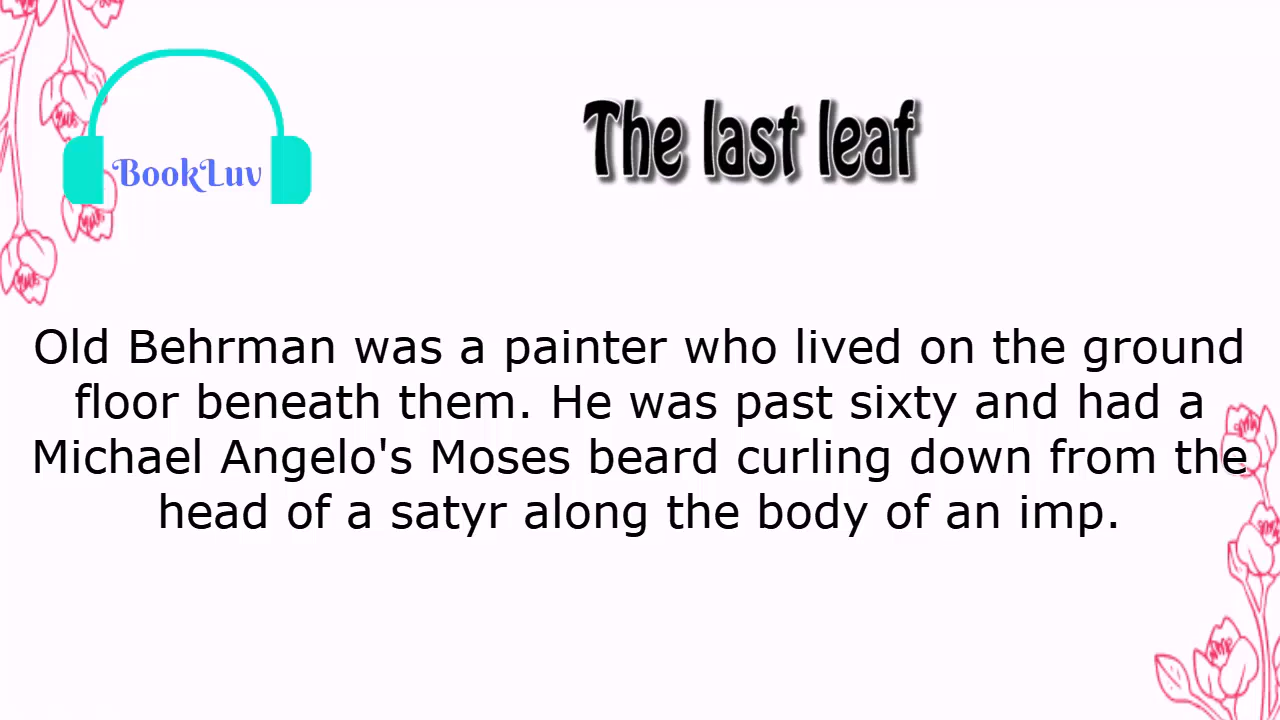 The last leaf
BookLuv
Old Behrman was a painter who lived on the ground
floor beneath them. He was past sixty and had a
Michael Angelo's Moses beard curling down from the
head of a satyr along the body of an imp.